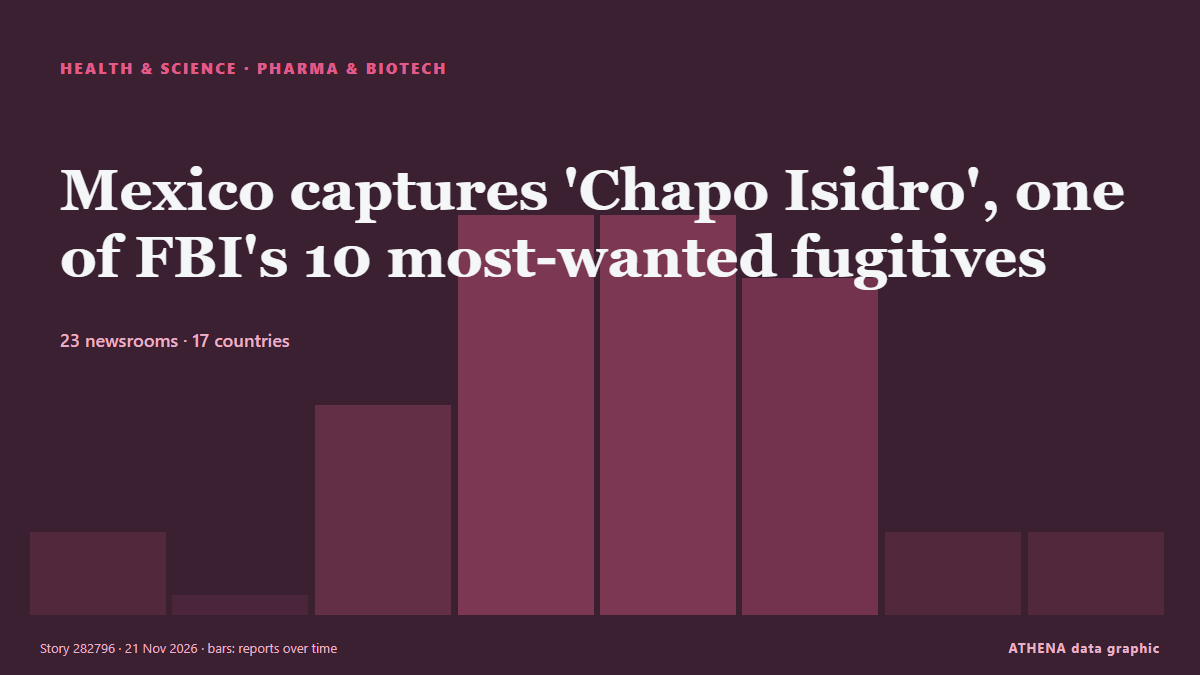 HEALTH & SCIENCE · PHARMA & BIOTECH
Mexico captures 'Chapo Isidro', one
of FBI's 10 most-wanted fugitives
23 newsrooms · 17 countries
Story 282796 · 21 Nov 2026 · bars: reports over time
ATHENA data graphic